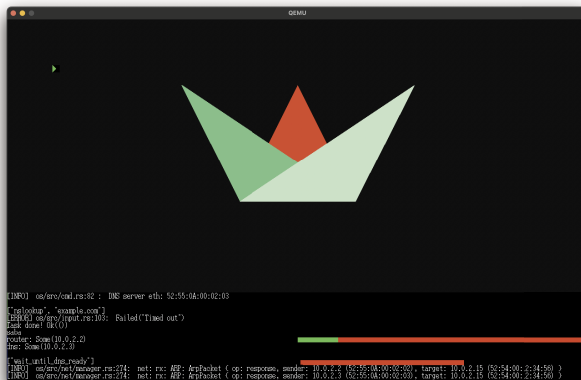 QEMU
[INFO] os/src/cmd.rs:82 : DNS server eth: 52:55:0A:00:02:03
["nslookup", "example.com"]
[ERROR] os/src/input.rs:103: Failed("Timed out")
Task done! Ok(())
saba
router: Some(10.0.2.2)
dns: Some(10.0.2.3)
["wait_until_dns_ready"]
[INFO] os/src/net/manager.rs:274: net: rx: ARP: ArpPacket { op: response, sender: 10.0.2.2 (52:55:0A:00:02:02), target: 10.0.2.15 (52:54:00:12:34:56) }
[INFO] os/src/net/manager.rs:274: net: rx: ARP: ArpPacket { op: response, sender: 10.0.2.3 (52:55:0A:00:02:03), target: 10.0.2.15 (52:54:00:12:34:56) }